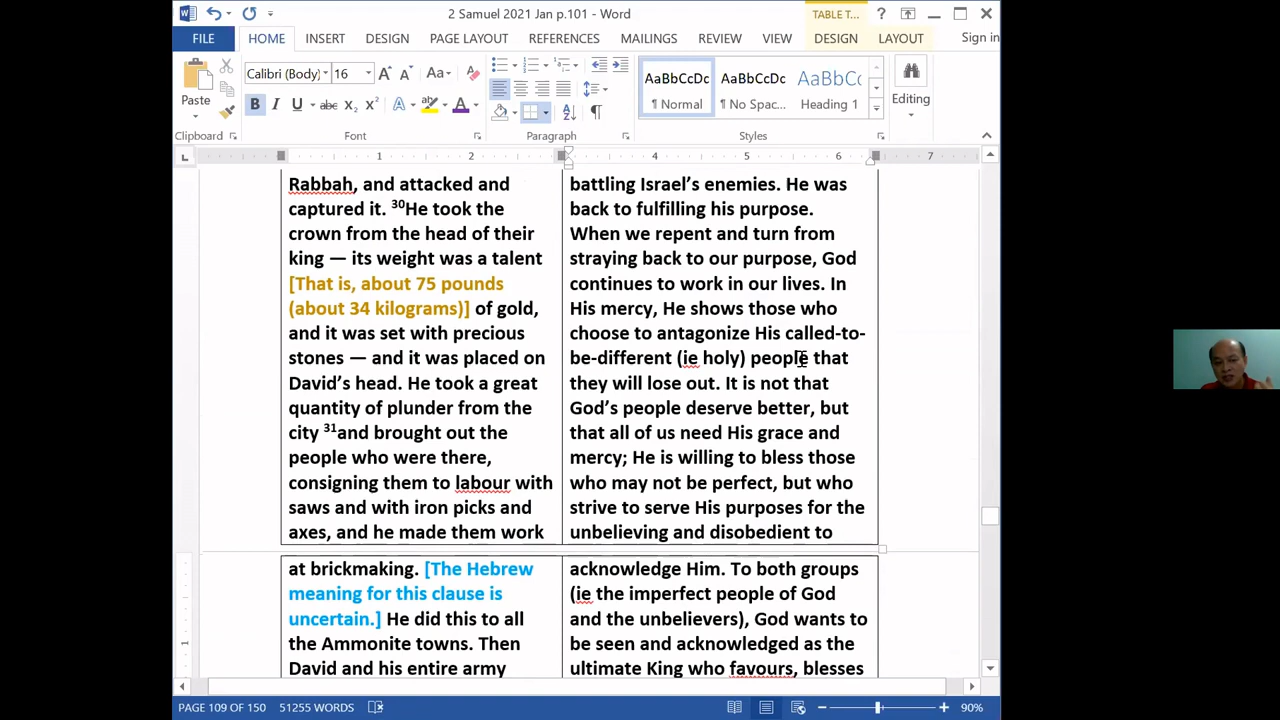 2 Samuel 2021 Jan p.101 - Word
TABLE T...
?
FILE
HOME
INSERT
DESIGN
PAGE LAYOUT
REFERENCES
MAILINGS
REVIEW
VIEW
DESIGN
LAYOUT
Sign in
Paste
Calibri (Body)
16
Aa
B I U abc x₂ x²
AaBbCcDc
AaBbCcDc
AaBbCc
¶ Normal
¶ No Spac...
Heading 1
Editing
Clipboard
Font
Paragraph
Styles
1 2 4 5 6 7
Rabbah, and attacked and
captured it. ³⁰He took the
crown from the head of their
king — its weight was a talent
[That is, about 75 pounds
(about 34 kilograms)] of gold,
and it was set with precious
stones — and it was placed on
David’s head. He took a great
quantity of plunder from the
city ³¹and brought out the
people who were there,
consigning them to labour with
saws and with iron picks and
axes, and he made them work
at brickmaking. [The Hebrew
meaning for this clause is
uncertain.] He did this to all
the Ammonite towns. Then
David and his entire army
battling Israel’s enemies. He was
back to fulfilling his purpose.
When we repent and turn from
straying back to our purpose, God
continues to work in our lives. In
His mercy, He shows those who
choose to antagonize His called-to-
be-different (ie holy) people that
they will lose out. It is not that
God’s people deserve better, but
that all of us need His grace and
mercy; He is willing to bless those
who may not be perfect, but who
strive to serve His purposes for the
unbelieving and disobedient to
acknowledge Him. To both groups
(ie the imperfect people of God
and the unbelievers), God wants to
be seen and acknowledged as the
ultimate King who favours, blesses
PAGE 109 OF 150
51255 WORDS
90%